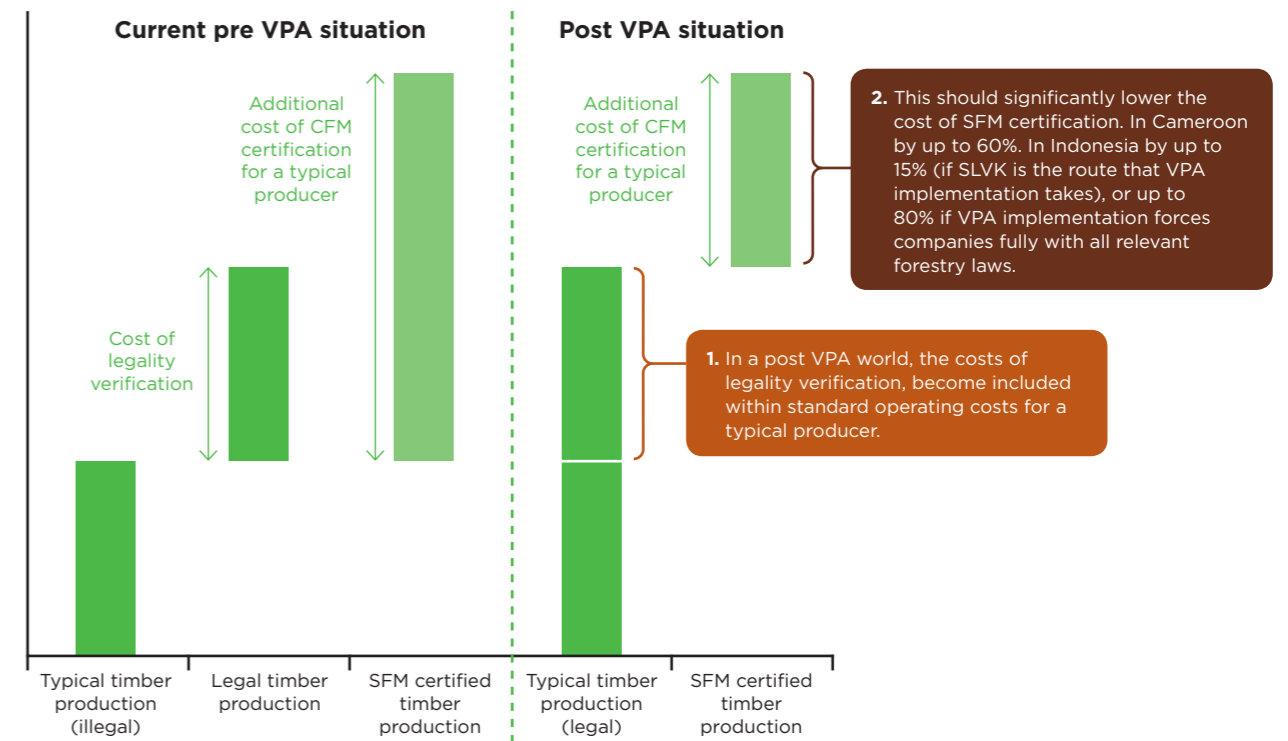 Current pre VPA situation
Post VPA situation
Additional
cost of CFM
certification
for a typical
producer
Cost of
legality
verification
Additional
cost of CFM
certification
for a typical
producer
2. This should significantly lower the
cost of SFM certification. In Cameroon
by up to 60%. In Indonesia by up to
15% (if SLVK is the route that VPA
implementation takes), or up to
80% if VPA implementation forces
companies fully with all relevant
forestry laws.
1. In a post VPA world, the costs of
legality verification, become included
within standard operating costs for a
typical producer.
Typical timber
production
(illegal)
Legal timber
production
SFM certified
timber
production
Typical timber
production
(legal)
SFM certified
timber
production